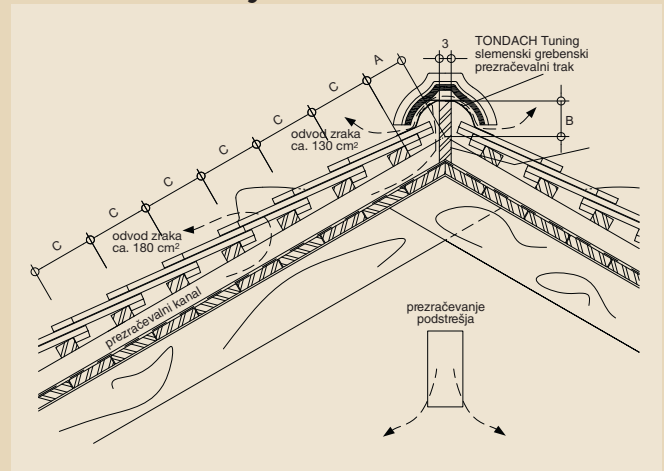 3
TONDACH Tuning
slemenski grebenski
prezračevalni trak
A
C
C
B
odvod zraka
ca. 130 cm²
C
C
C
odvod zraka
ca. 180 cm²
C
prezračevalni kanal
prezračevanje
podstrešja